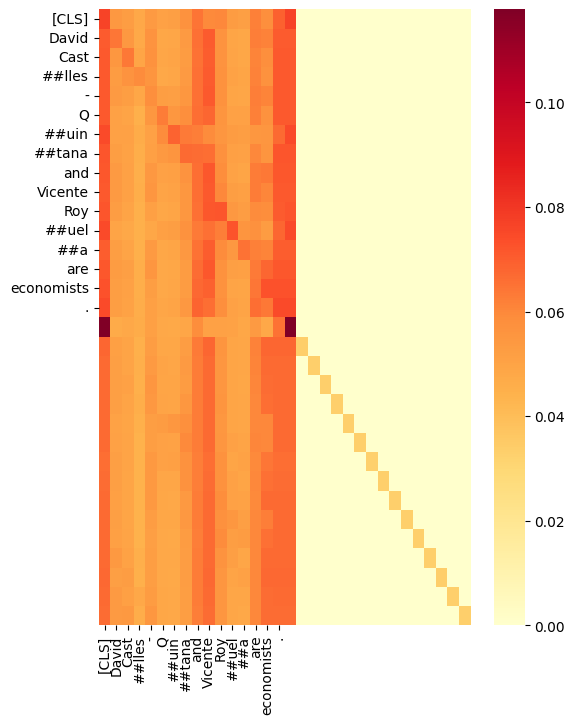 [CLS]
David
Cast
##lles
-
Q
##uin
##tana
and
Vicente
Roy
##uel
##a
are
economists
.
[CLS]
David
Cast
##lles
-
Q
##uin
##tana
and
Vicente
Roy
##uel
##a
are
economists
.
0.10
0.08
0.06
0.04
0.02
0.00